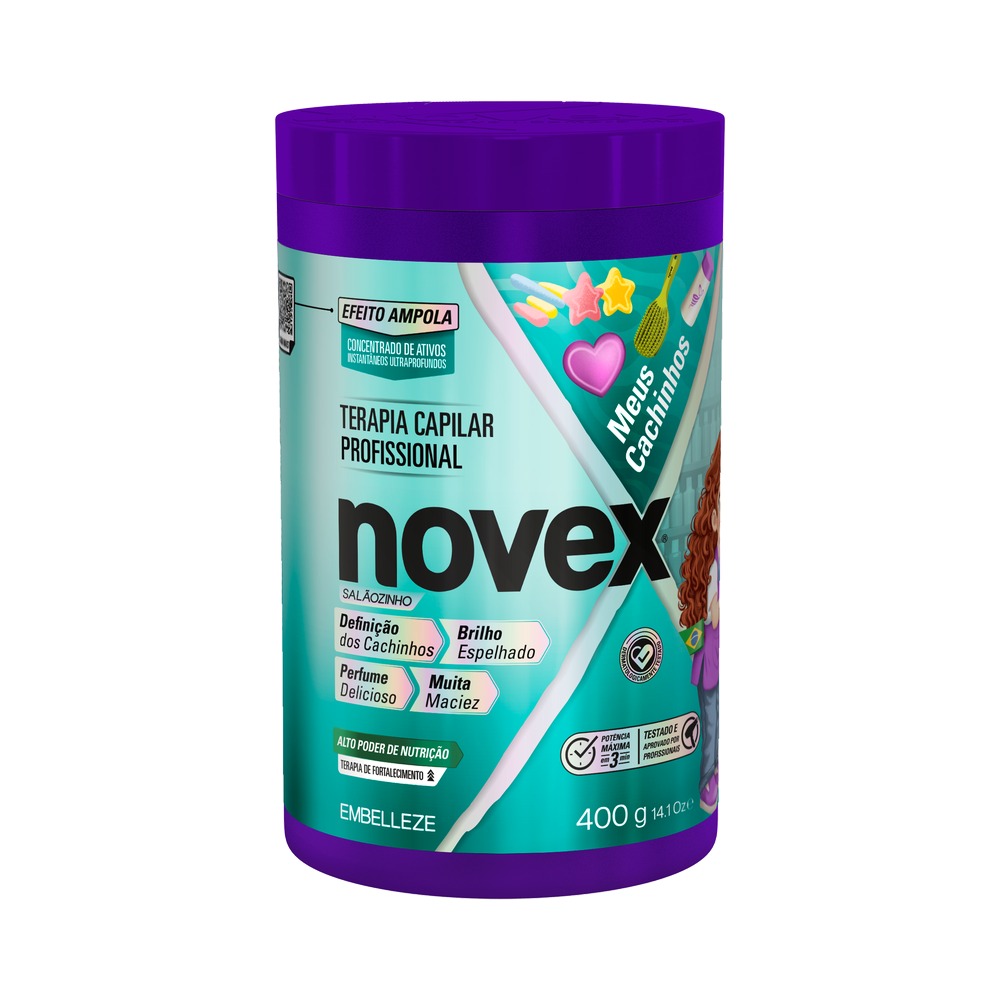 EFEITO AMPOLA
CONCENTRADO DE ATIVOS
INSTANTÂNEOS ULTRAPROFUNDOS
TERAPIA CAPILAR
PROFISSIONAL
Meus
Cachinhos
novex®
SALÃOZINHO
Definição
dos Cachinhos
Brilho
Espelhado
Perfume
Delicioso
Muita
Maciez
DERMATOLOGICAMENTE TESTADO
ALTO PODER DE NUTRIÇÃO
TERAPIA DE FORTALECIMENTO
POTÊNCIA
MÁXIMA
em 3 min
TESTADO E
APROVADO POR
PROFISSIONAIS
EMBELLEZE
400 g 14.1 Oz e